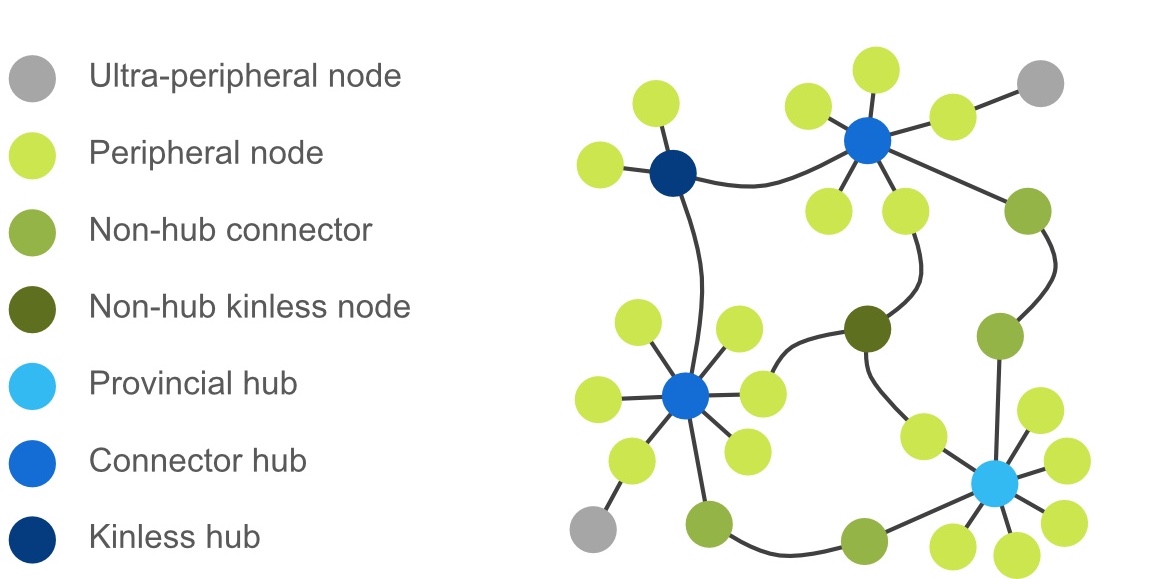 Ultra-peripheral node
Peripheral node
Non-hub connector
Non-hub kinless node
Provincial hub
Connector hub
Kinless hub